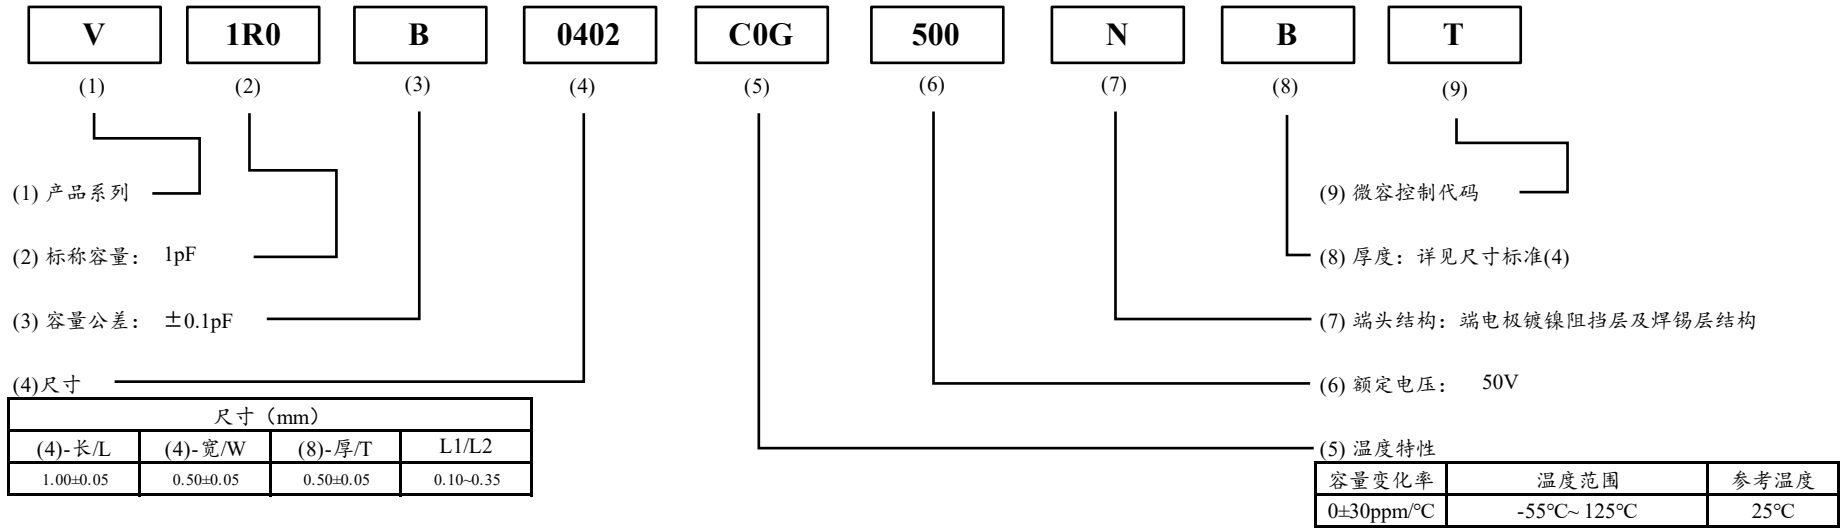 V 1R0 B 0402 C0G 500 N B T
(1) (2) (3) (4) (5) (6) (7) (8) (9)
(1) 产品系列
(9) 微容控制代码
(2) 标称容量： 1pF
(8) 厚度：详见尺寸标准(4)
(3) 容量公差： ±0.1pF
(7) 端头结构：端电极镀镍阻挡层及焊锡层结构
(4)尺寸
(6) 额定电压： 50V
尺寸（mm）
(4)-长/L (4)-宽/W (8)-厚/T L1/L2
1.00±0.05 0.50±0.05 0.50±0.05 0.10~0.35
(5) 温度特性
容量变化率 温度范围 参考温度
0±30ppm/℃ -55℃~ 125℃ 25℃